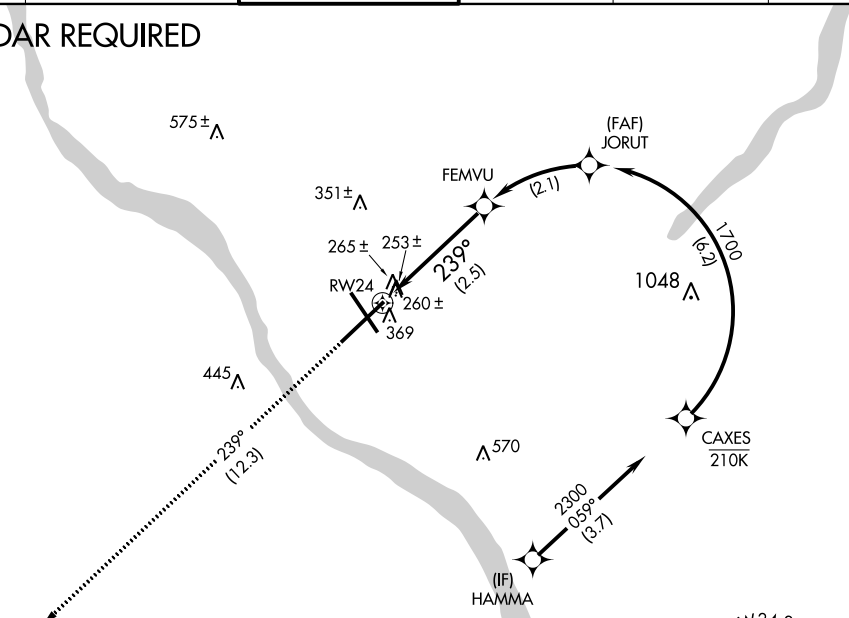 DAR REQUIRED
575±
(FAF)
JORUT
FEMVU
(2.1)
351±
1700
(6.2)
265± 253±
239°
(2.5)
RW24
1048
260±
369
445
CAXES
210K
239°
(12.3)
570
2300
059°
(3.7)
(IF)
HAMMA